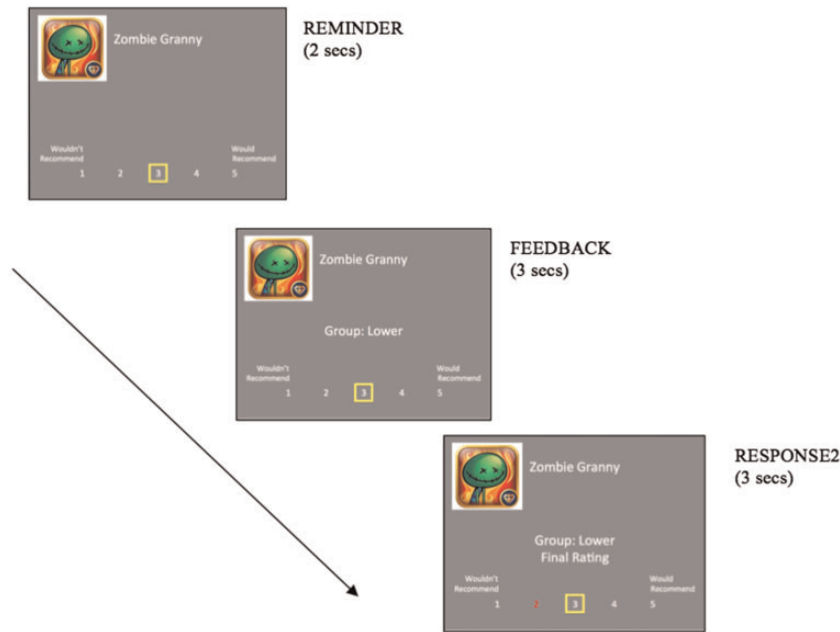 Zombie Granny
REMINDER
(2 secs)
Wouldn't
Recommend
Would
Recommend
1 2 3 4 5
Zombie Granny
FEEDBACK
(3 secs)
Group: Lower
Wouldn't
Recommend
Would
Recommend
1 2 3 4 5
Zombie Granny
RESPONSE2
(3 secs)
Group: Lower
Final Rating
Wouldn't
Recommend
Would
Recommend
1 2 3 4 5